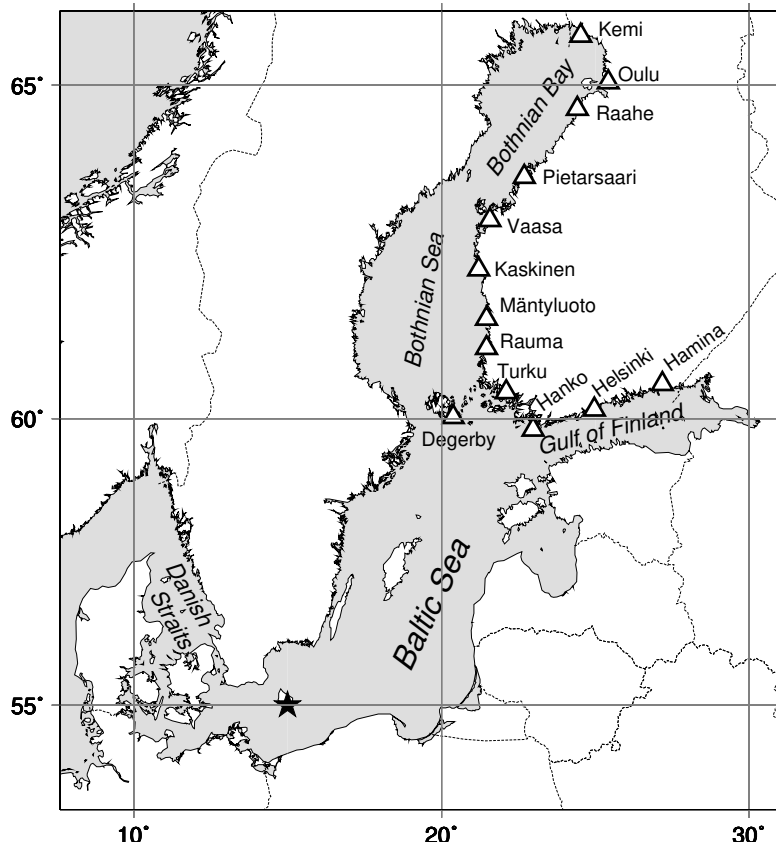 Kemi
65°
Oulu
Bothnian Bay
Raahe
Pietarsaari
Vaasa
Bothnian Sea
Kaskinen
Mäntyluoto
Rauma
Turku
Hanko
Helsinki
Hamina
60°
Degerby
Gulf of Finland
Danish
Straits
Baltic Sea
55°
10°
20°
30°